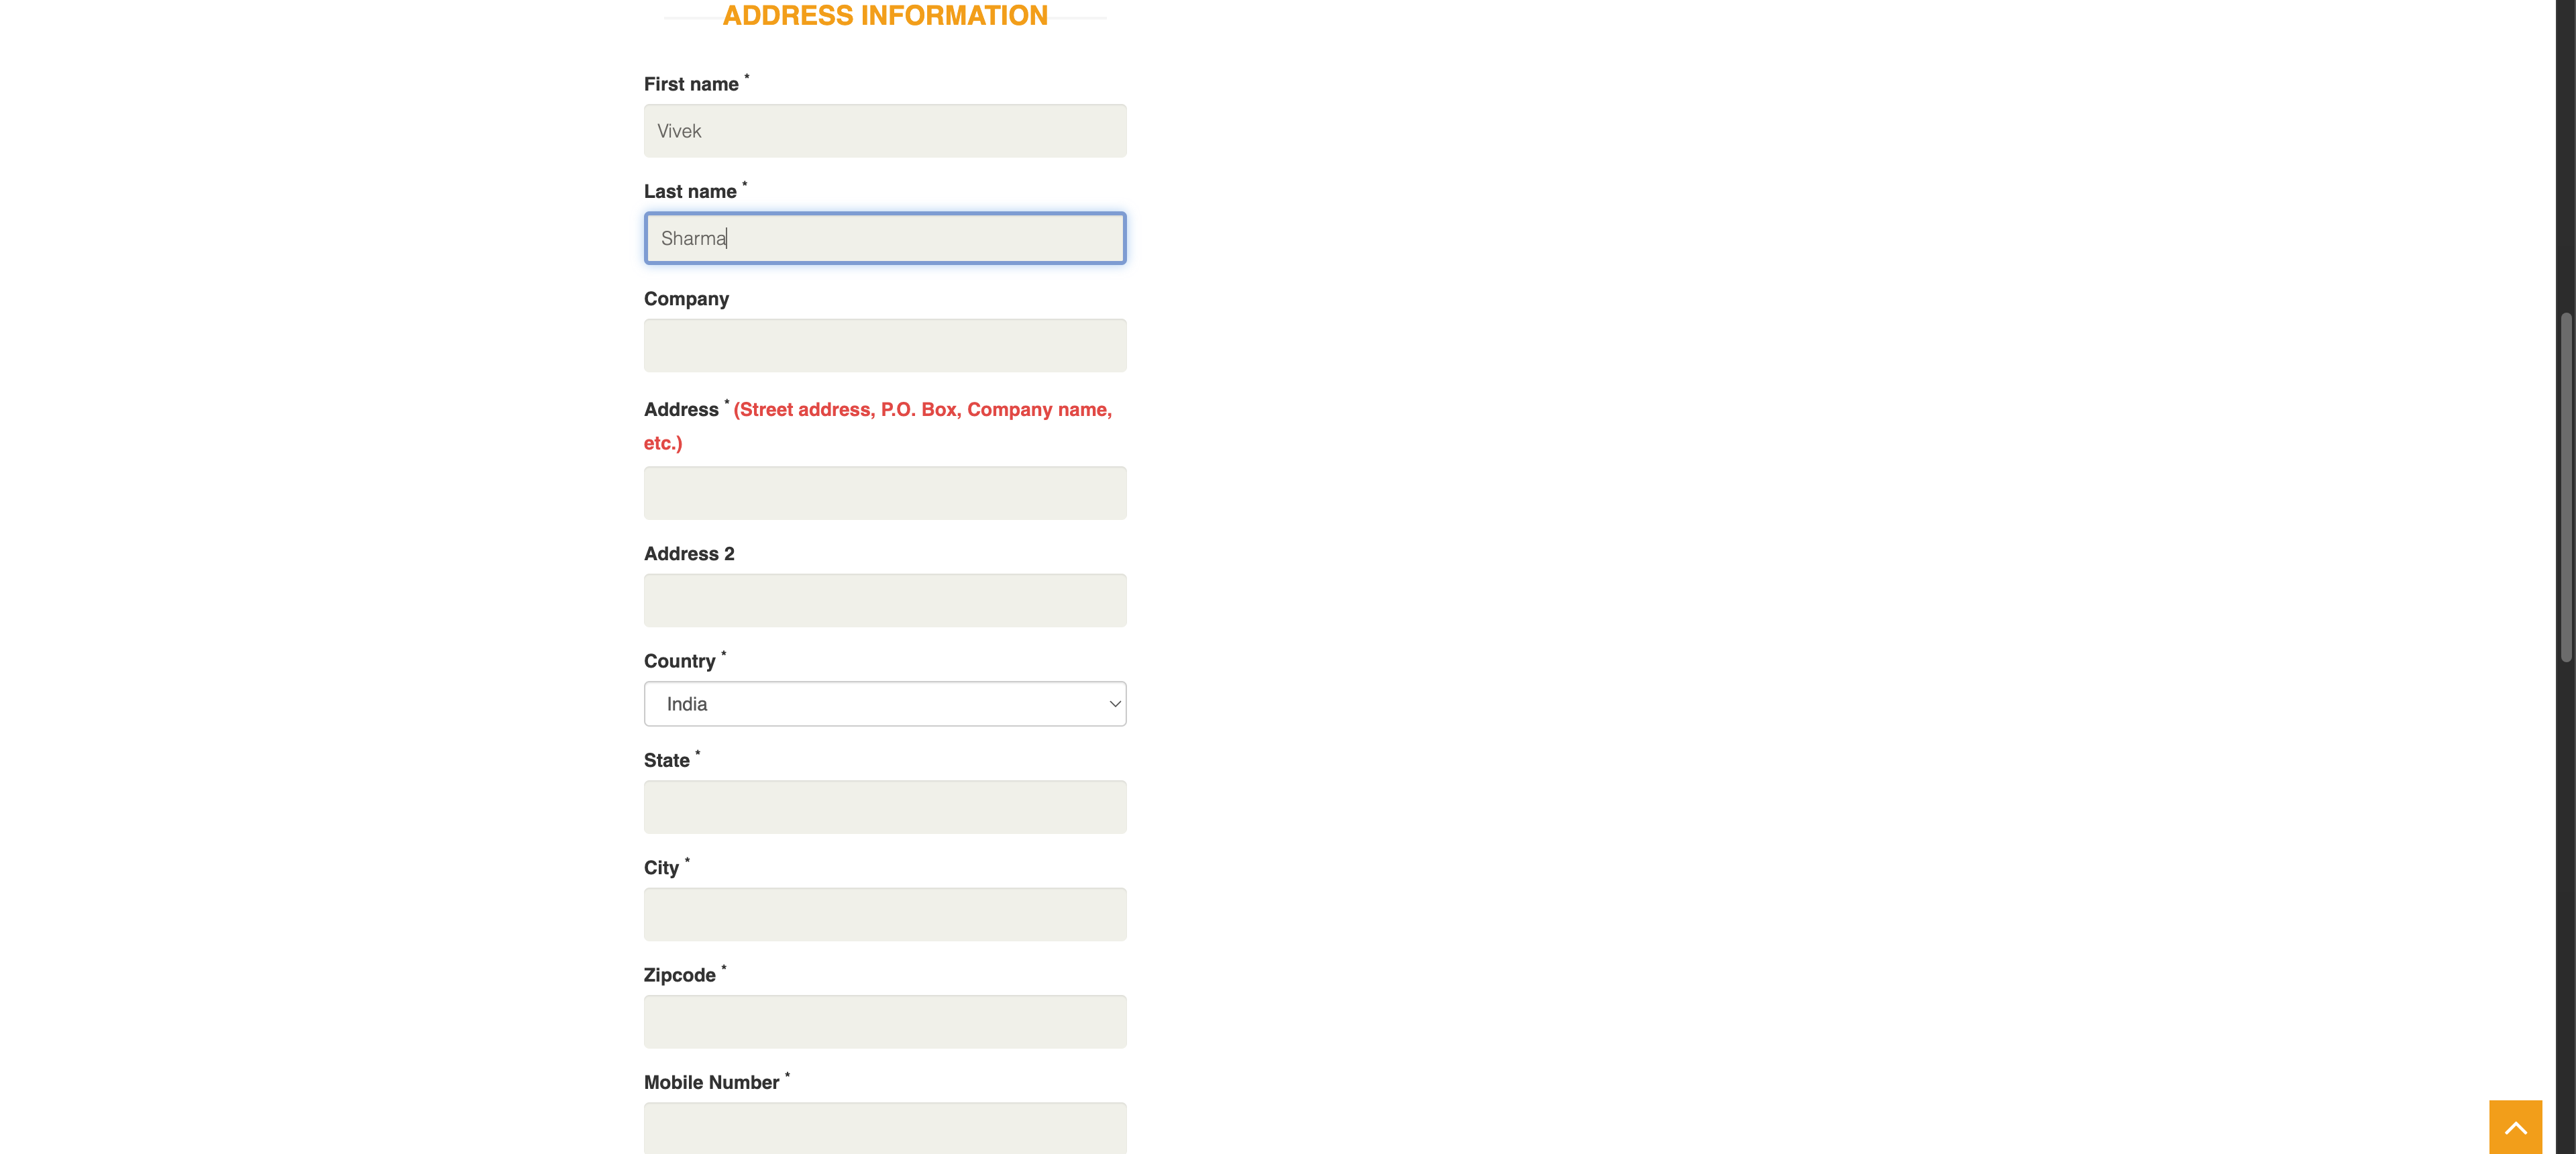 ADDRESS INFORMATION
First name *
Vivek
Last name *
Sharma
Company
Address * (Street address, P.O. Box, Company name,
etc.)
Address 2
Country *
India
State *
City *
Zipcode *
Mobile Number *